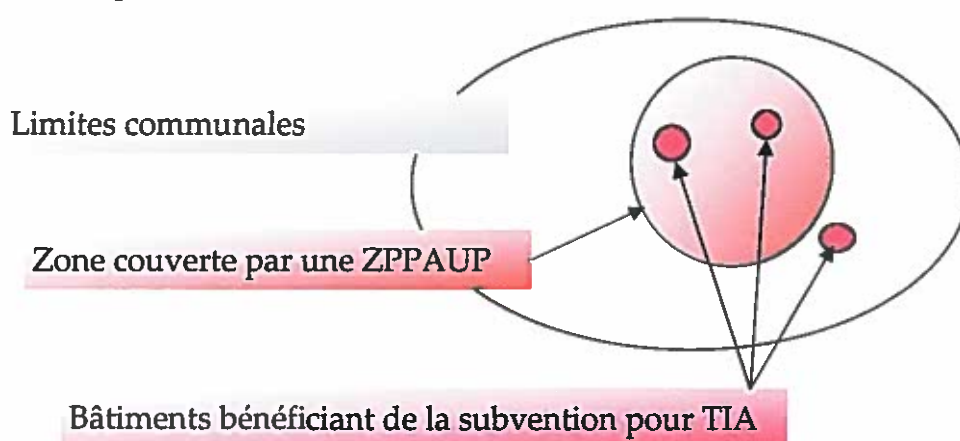 Limites communales
Zone couverte par une ZPPAUP
Bâtiments bénéficiant de la subvention pour TIA